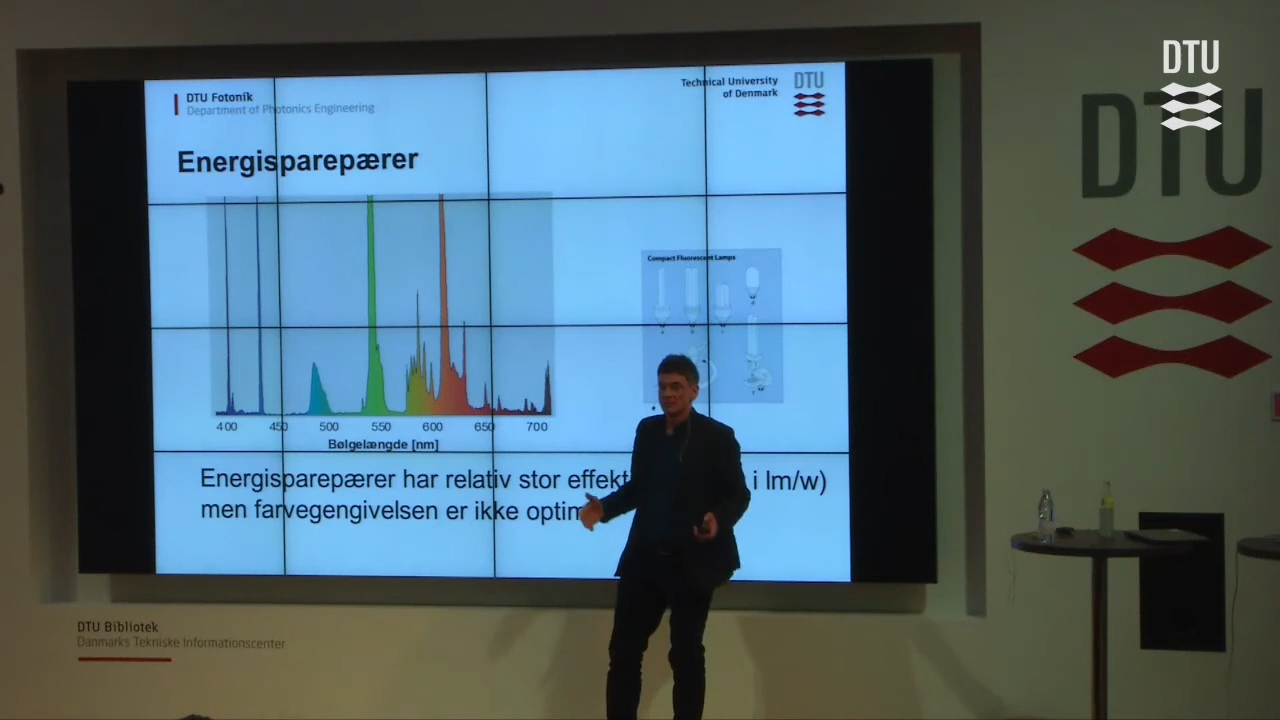 DTU Fotonik
Department of Photonics Engineering
Technical University
of Denmark
DTU
DTU
DTU
Energisparepærer
Compact Fluorescent Lamps
400 450 500 550 600 650 700
Bølgelængde [nm]
Energisparepærer har relativ stor effekt i lm/w)
men farvegengivelsen er ikke
DTU Bibliotek
Danmarks Tekniske Informationscenter